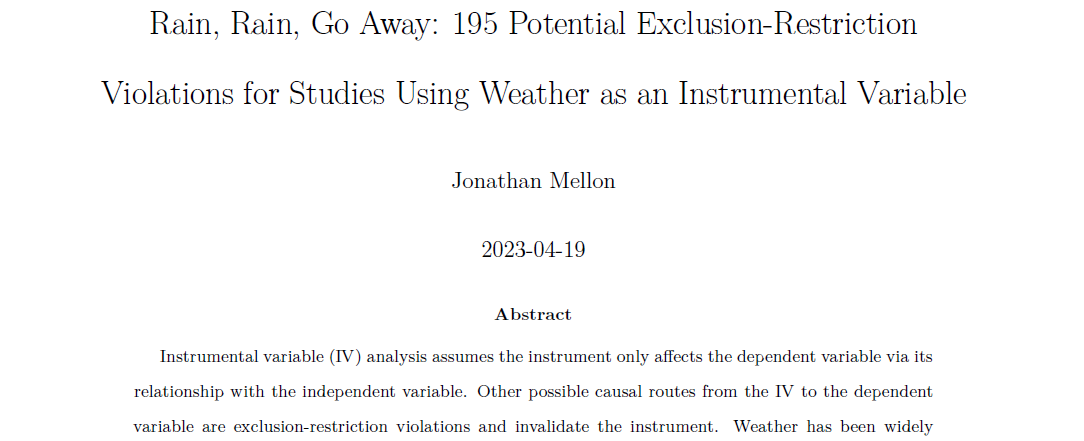 Rain, Rain, Go Away: 195 Potential Exclusion-Restriction
Violations for Studies Using Weather as an Instrumental Variable
Jonathan Mellon
2023-04-19
Abstract
Instrumental variable (IV) analysis assumes the instrument only affects the dependent variable via its
relationship with the independent variable. Other possible causal routes from the IV to the dependent
variable are exclusion-restriction violations and invalidate the instrument. Weather has been widely